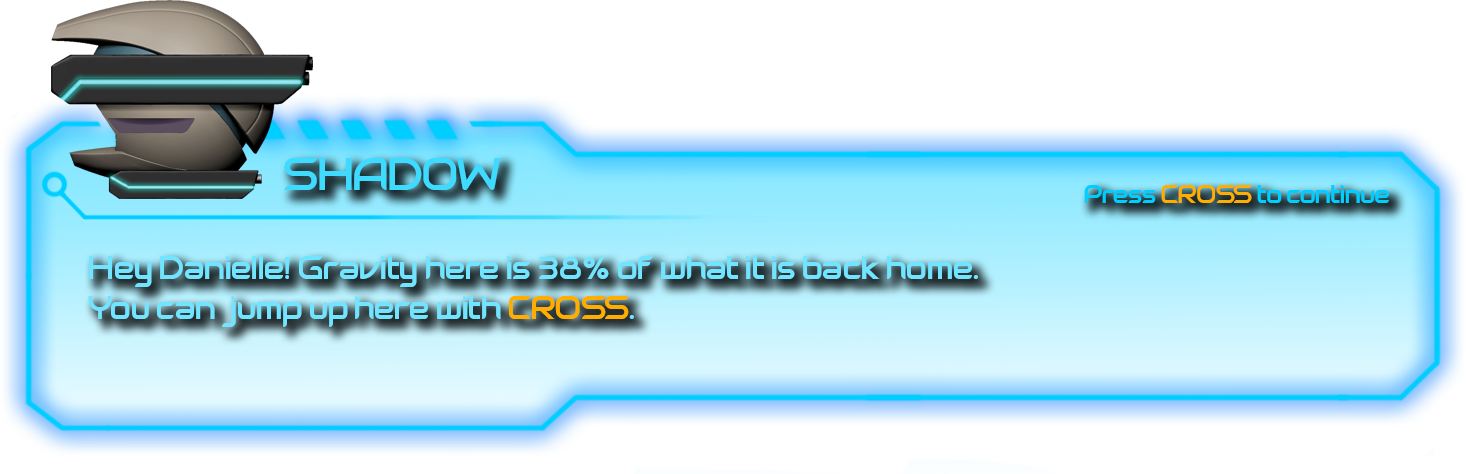 SHADOW
Press CROSS to continue
Hey Danielle! Gravity here is 38% of what it is back home.
You can jump up here with CROSS.